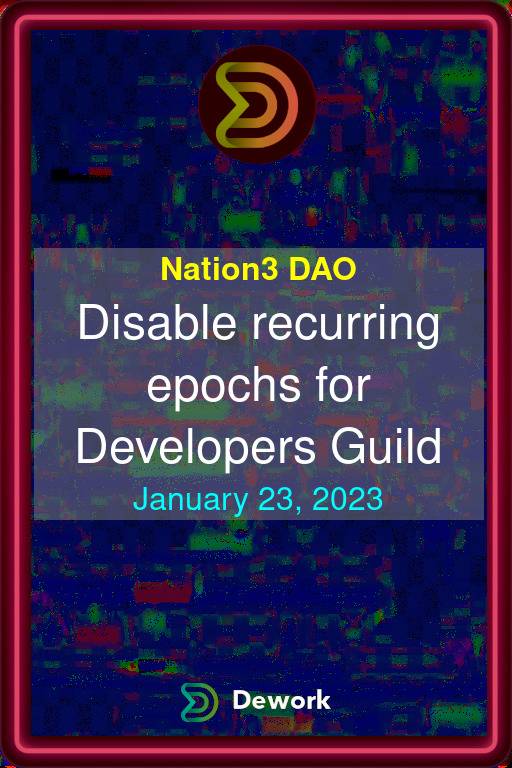 Nation3 DAO
Disable recurring
epochs for
Developers Guild
January 23, 2023
Dework